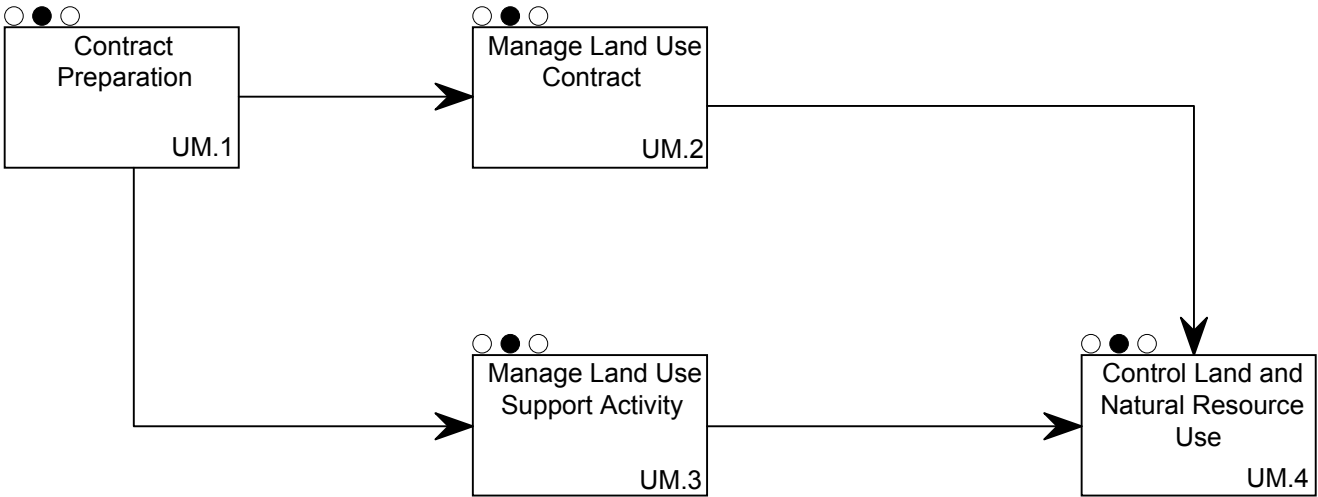 Contract
Preparation
UM.1
Manage Land Use
Contract
UM.2
Manage Land Use
Support Activity
UM.3
Control Land and
Natural Resource
Use
UM.4